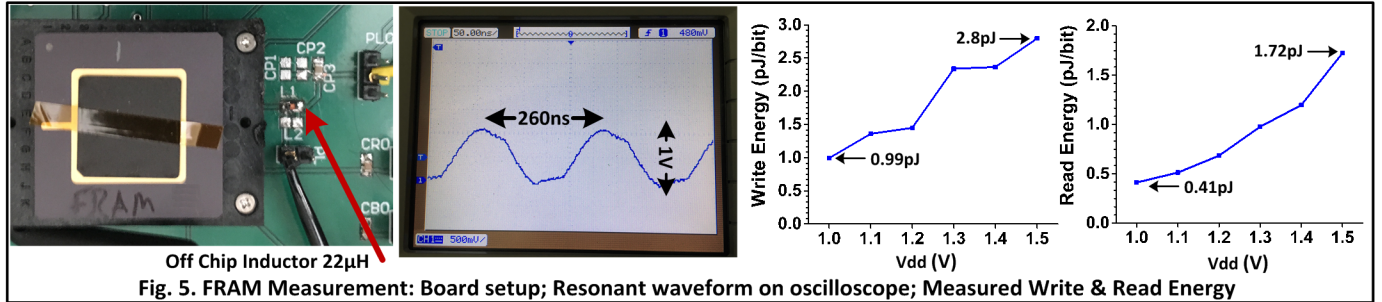 1
FRAM
CP1
CP2
CP3
L1
L2
PL
PLO
CRO
CBO
Off Chip Inductor 22µH
STOP 50.00ns/ 480mV
260ns
1V
CH1 500mV/
Write Energy (pJ/bit)
3.0
2.5
2.0
1.5
1.0
0.5
0.0
2.8pJ
0.99pJ
1.0 1.1 1.2 1.3 1.4 1.5
Vdd (V)
Read Energy (pJ/bit)
2.0
1.5
1.0
0.5
0.0
1.72pJ
0.41pJ
1.0 1.1 1.2 1.3 1.4 1.5
Vdd (V)
Fig. 5. FRAM Measurement: Board setup; Resonant waveform on oscilloscope; Measured Write & Read Energy